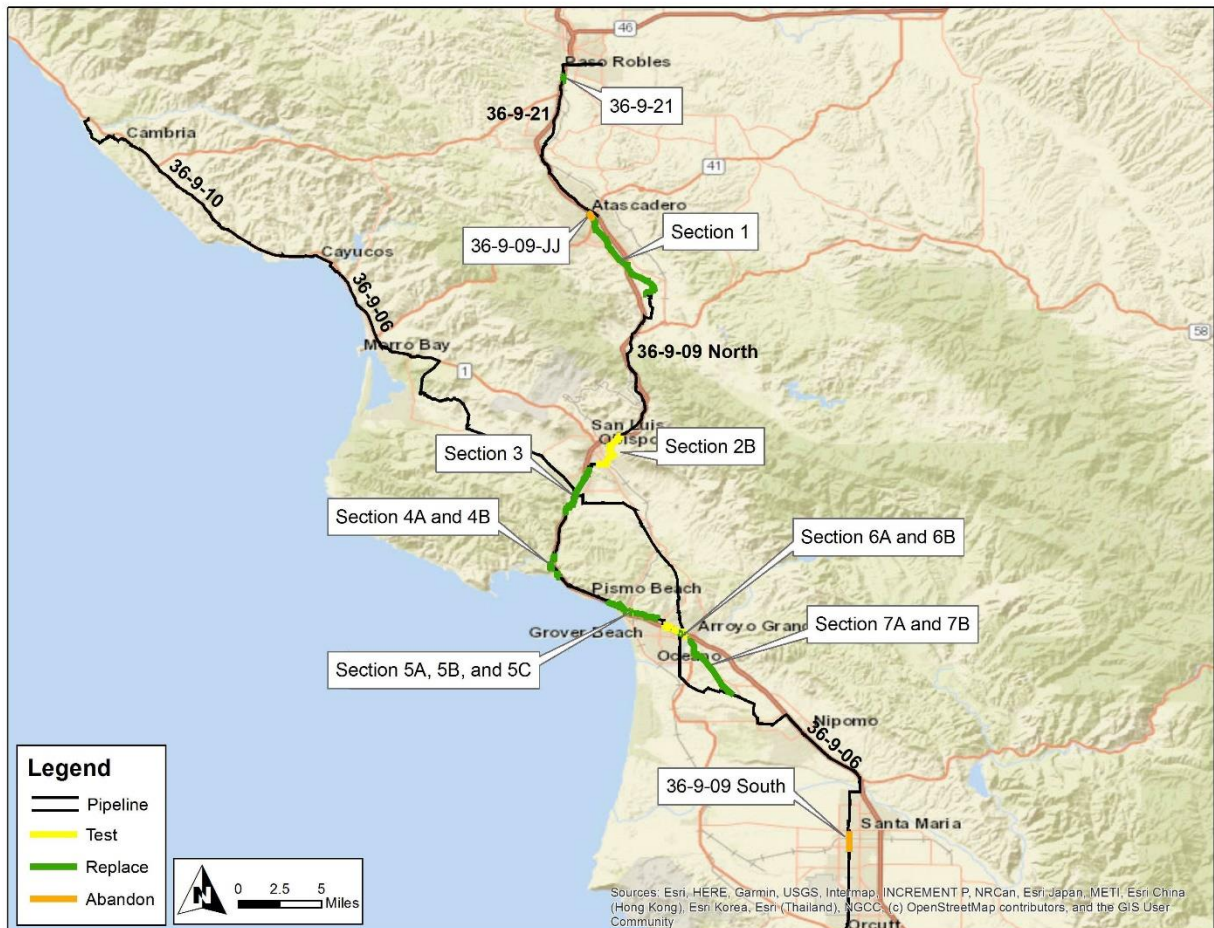 46
Paso Robles
36-9-21
36-9-21
Cambria
41
36-9-10
Atascadero
36-9-09-JJ
Section 1
Cayucos
58
36-9-06
Morro Bay
36-9-09 North
1
San Luis
Obispo
Section 3
Section 2B
Section 4A and 4B
Section 6A and 6B
Pismo Beach
Arroyo Grand
Section 7A and 7B
Grover Beach
Oceano
Section 5A, 5B, and 5C
Nipomo
36-9-06
Legend
Pipeline
Test
Replace
Abandon
N
0 2.5 5
Miles
36-9-09 South
Santa Maria
Sources: Esri, HERE, Garmin, USGS, Intermap, INCREMENT P, NRCan, Esri Japan, METI, Esri China
(Hong Kong), Esri Korea, Esri (Thailand), NGCC, (c) OpenStreetMap contributors, and the GIS User
Community
Orcutt